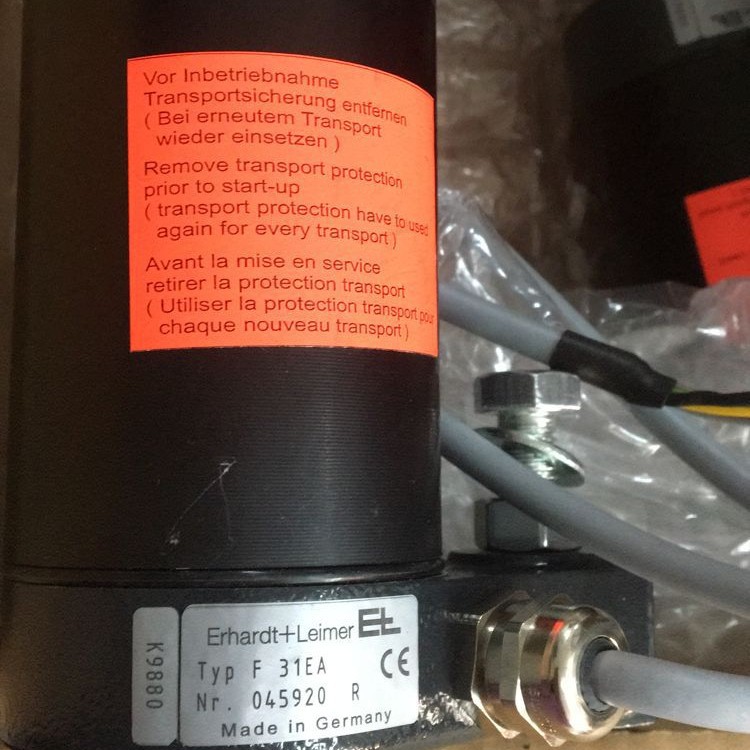 Vor Inbetriebnahme
Transportsicherung entfernen
( Bei erneutem Transport
wieder einsetzen )
Remove transport protection
prior to start-up
( transport protection have to used
again for every transport )
Avant la mise en service
retirer la protection transport
( Utiliser la protection transport pour
chaque nouveau transport )
K9880
Erhardt+Leimer E+L
Typ F 31EA
CE
Nr. 045920 R
Made in Germany